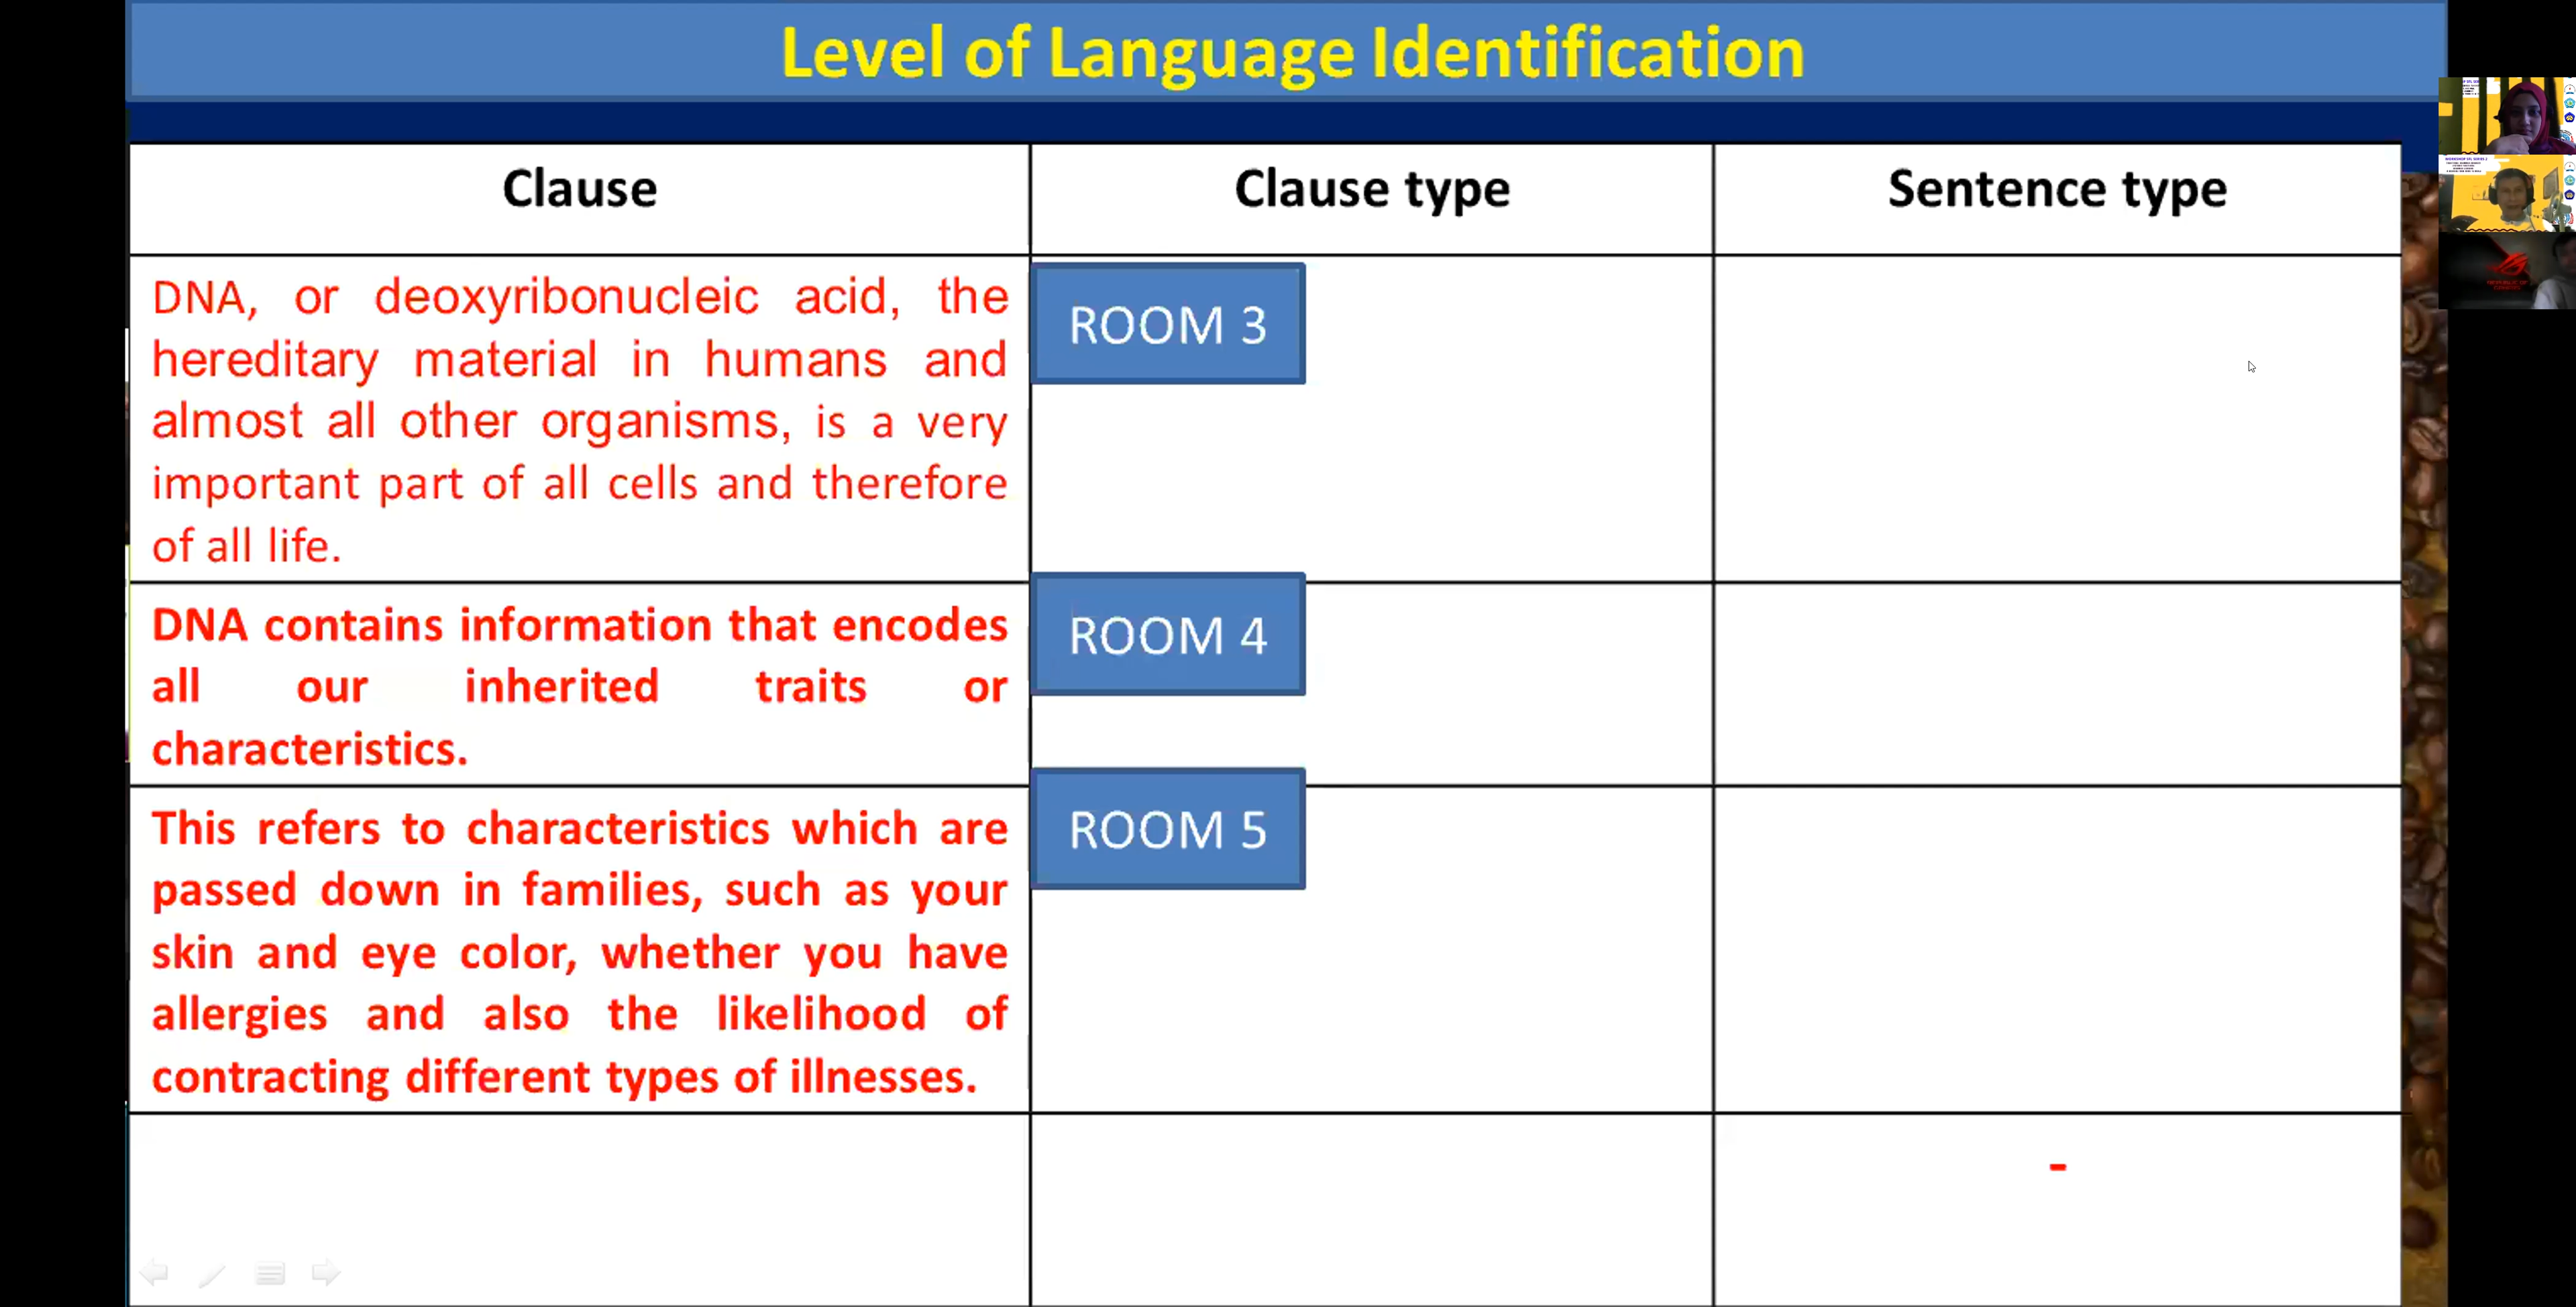 Level of Language Identification
Clause
Clause type
Sentence type
DNA, or deoxyribonucleic acid, the
hereditary material in humans and
almost all other organisms, is a very
important part of all cells and therefore
of all life.
ROOM 3
DNA contains information that encodes
all our inherited traits or
characteristics.
ROOM 4
This refers to characteristics which are
passed down in families, such as your
skin and eye color, whether you have
allergies and also the likelihood of
contracting different types of illnesses.
ROOM 5
-